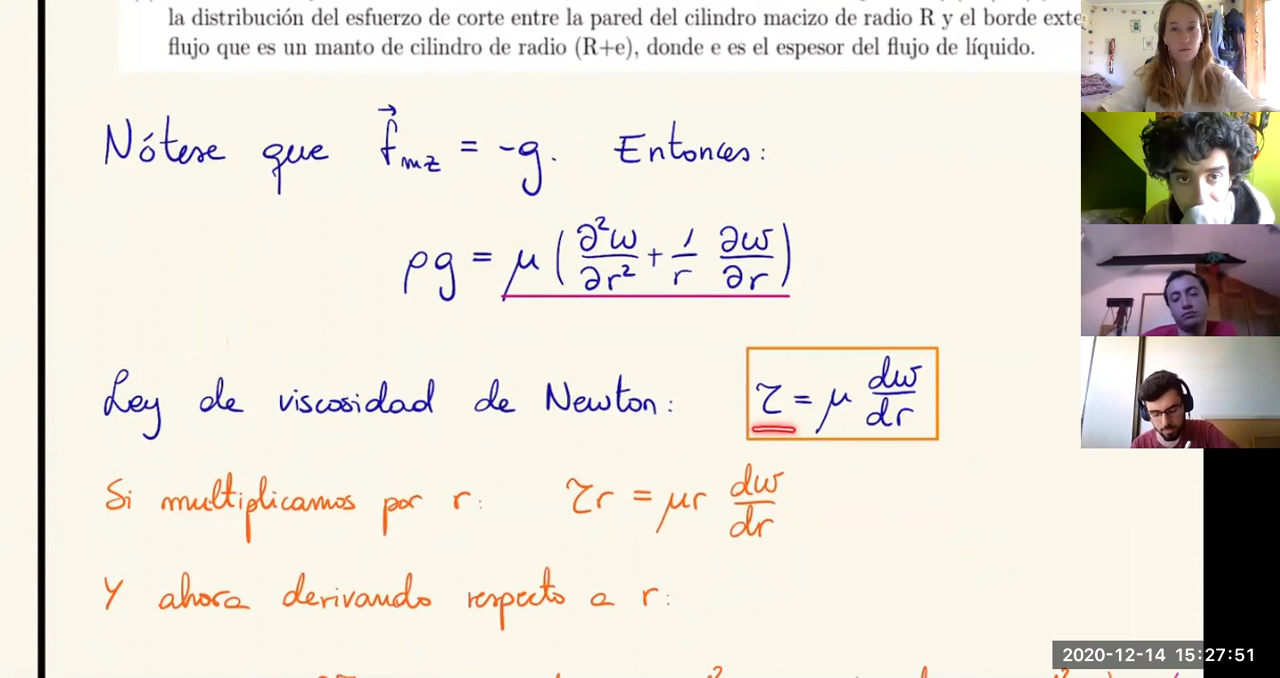 la distribución del esfuerzo de corte entre la pared del cilindro macizo de radio R y el borde exte
flujo que es un manto de cilindro de radio (R+e), donde e es el espesor del flujo de líquido.
Nótese que \vec{f}_{mz} = -g. Entonces:
ρg = μ(∂²w/∂r² + 1/r ∂w/∂r)
Ley de viscosidad de Newton: τ = μ dw/dr
Si multiplicamos por r: τr = μr dw/dr
Y ahora derivando respecto a r:
2020-12-14 15:27:51